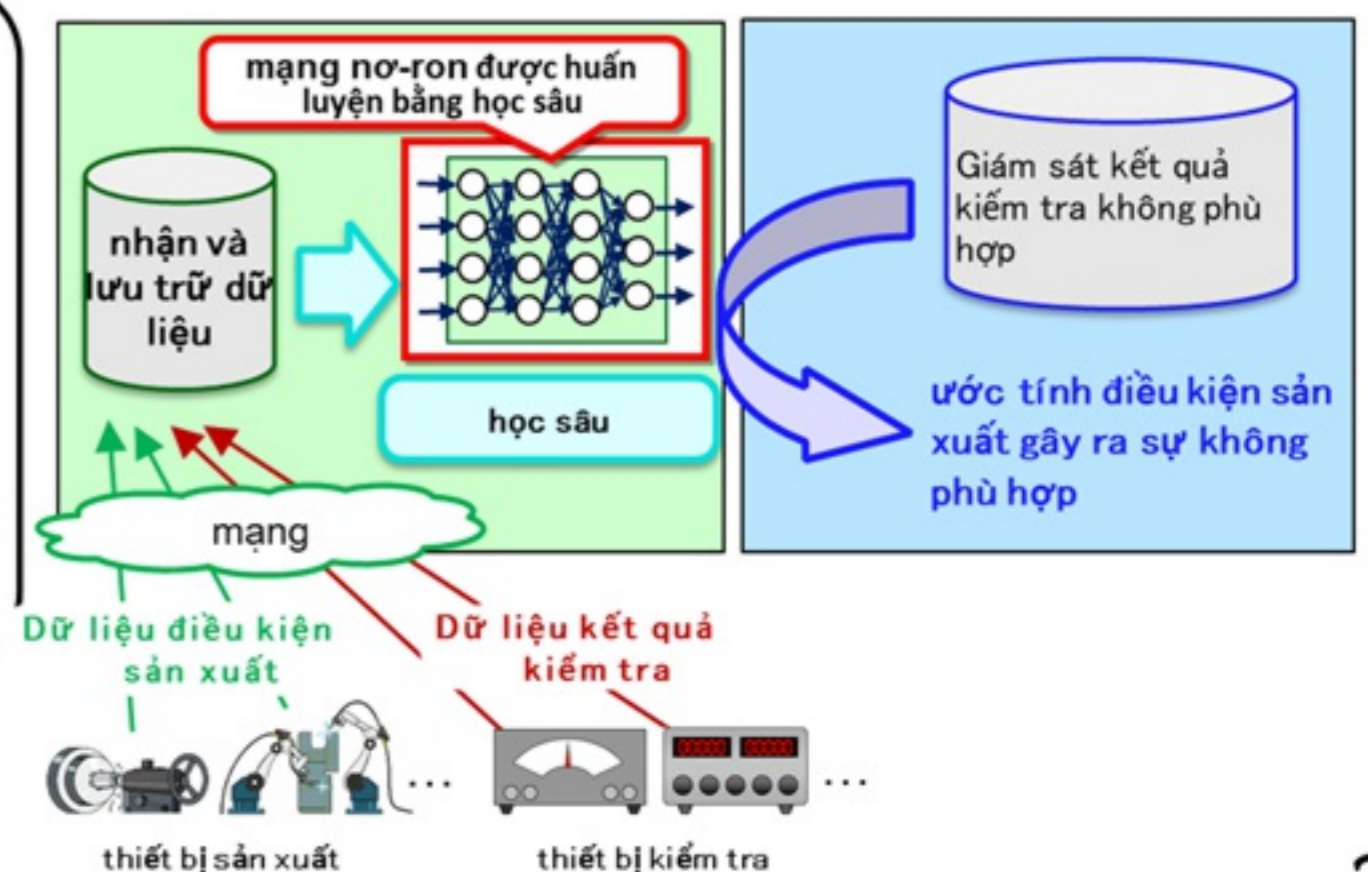 mạng nơ-ron được huấn
luyện bằng học sâu
nhận và
lưu trữ dữ
liệu
học sâu
Giám sát kết quả
kiểm tra không phù
hợp
ước tính điều kiện sản
xuất gây ra sự không
phù hợp
mạng
Dữ liệu điều kiện
sản xuất
Dữ liệu kết quả
kiểm tra
00000 00000
...
...
thiết bị sản xuất
thiết bị kiểm tra